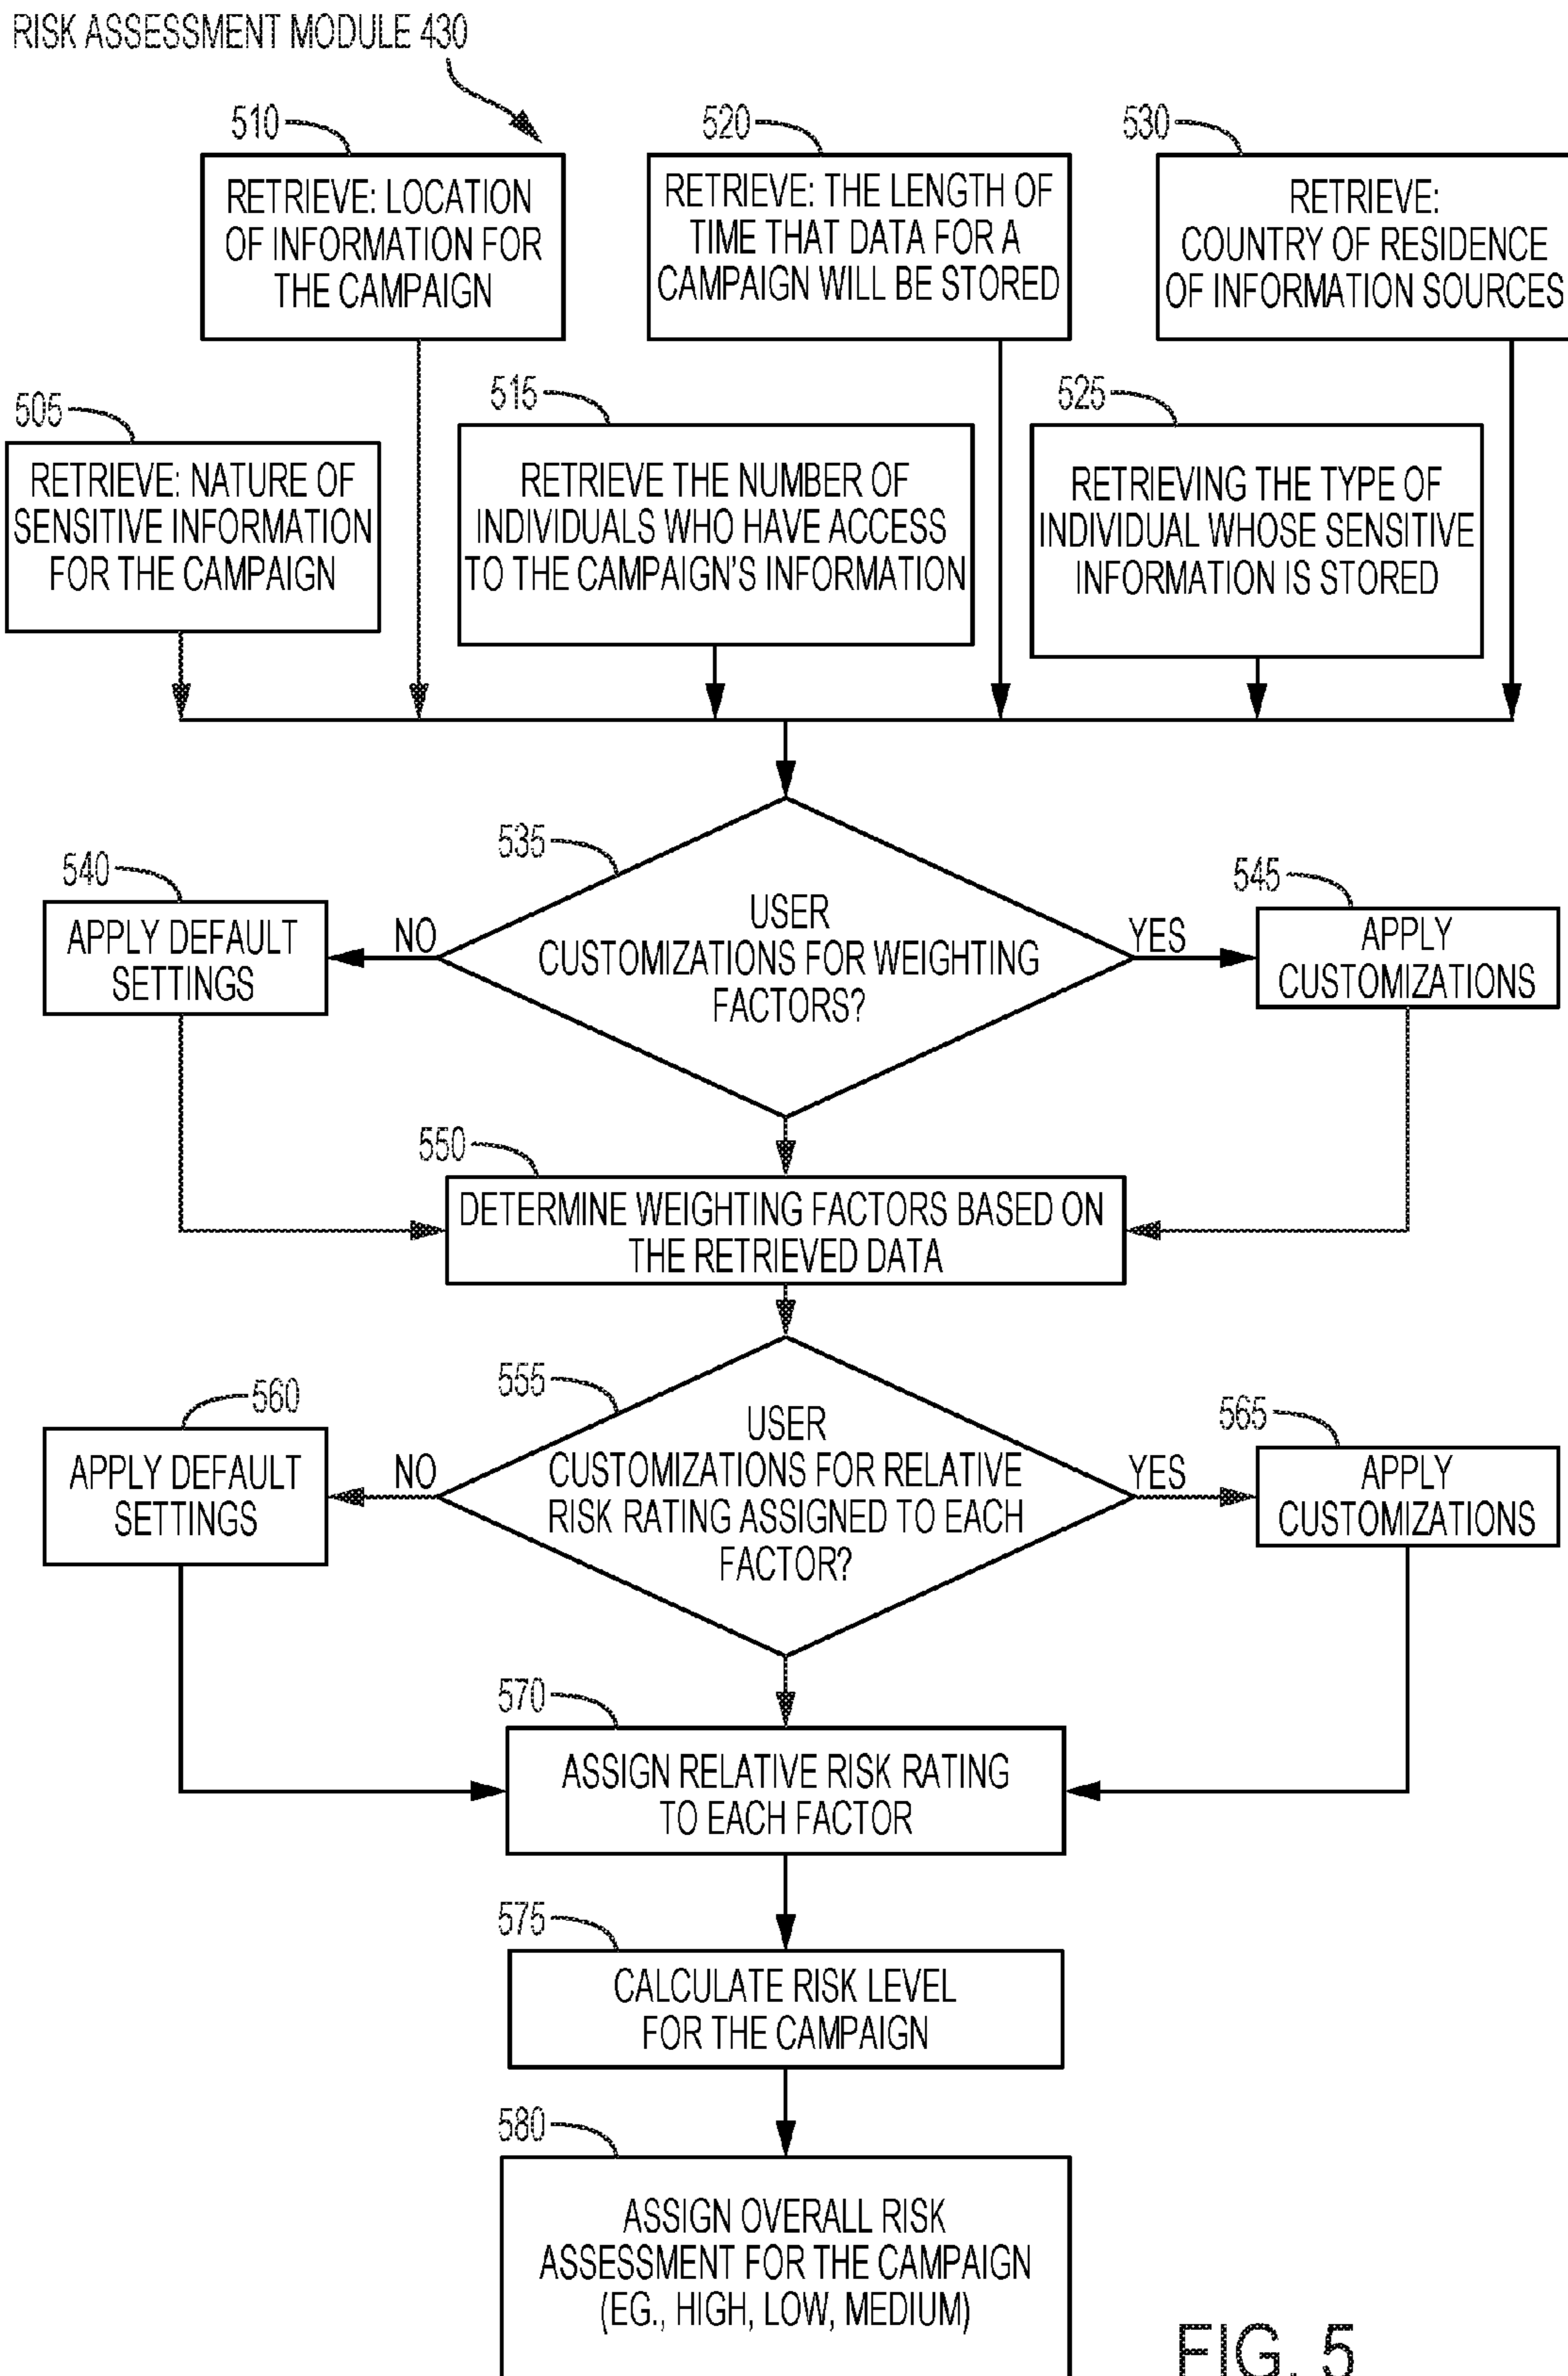 RISK ASSESSMENT MODULE 430
510
RETRIEVE: LOCATION
OF INFORMATION FOR
THE CAMPAIGN
520
RETRIEVE: THE LENGTH OF
TIME THAT DATA FOR A
CAMPAIGN WILL BE STORED
530
RETRIEVE:
COUNTRY OF RESIDENCE
OF INFORMATION SOURCES
505
RETRIEVE: NATURE OF
SENSITIVE INFORMATION
FOR THE CAMPAIGN
515
RETRIEVE THE NUMBER OF
INDIVIDUALS WHO HAVE ACCESS
TO THE CAMPAIGN'S INFORMATION
525
RETRIEVING THE TYPE OF
INDIVIDUAL WHOSE SENSITIVE
INFORMATION IS STORED
535
USER
CUSTOMIZATIONS FOR WEIGHTING
FACTORS?
NO
YES
540
APPLY DEFAULT
SETTINGS
545
APPLY
CUSTOMIZATIONS
550
DETERMINE WEIGHTING FACTORS BASED ON
THE RETRIEVED DATA
555
USER
CUSTOMIZATIONS FOR RELATIVE
RISK RATING ASSIGNED TO EACH
FACTOR?
NO
YES
560
APPLY DEFAULT
SETTINGS
565
APPLY
CUSTOMIZATIONS
570
ASSIGN RELATIVE RISK RATING
TO EACH FACTOR
575
CALCULATE RISK LEVEL
FOR THE CAMPAIGN
580
ASSIGN OVERALL RISK
ASSESSMENT FOR THE CAMPAIGN
(EG., HIGH, LOW, MEDIUM)
FIG. 5